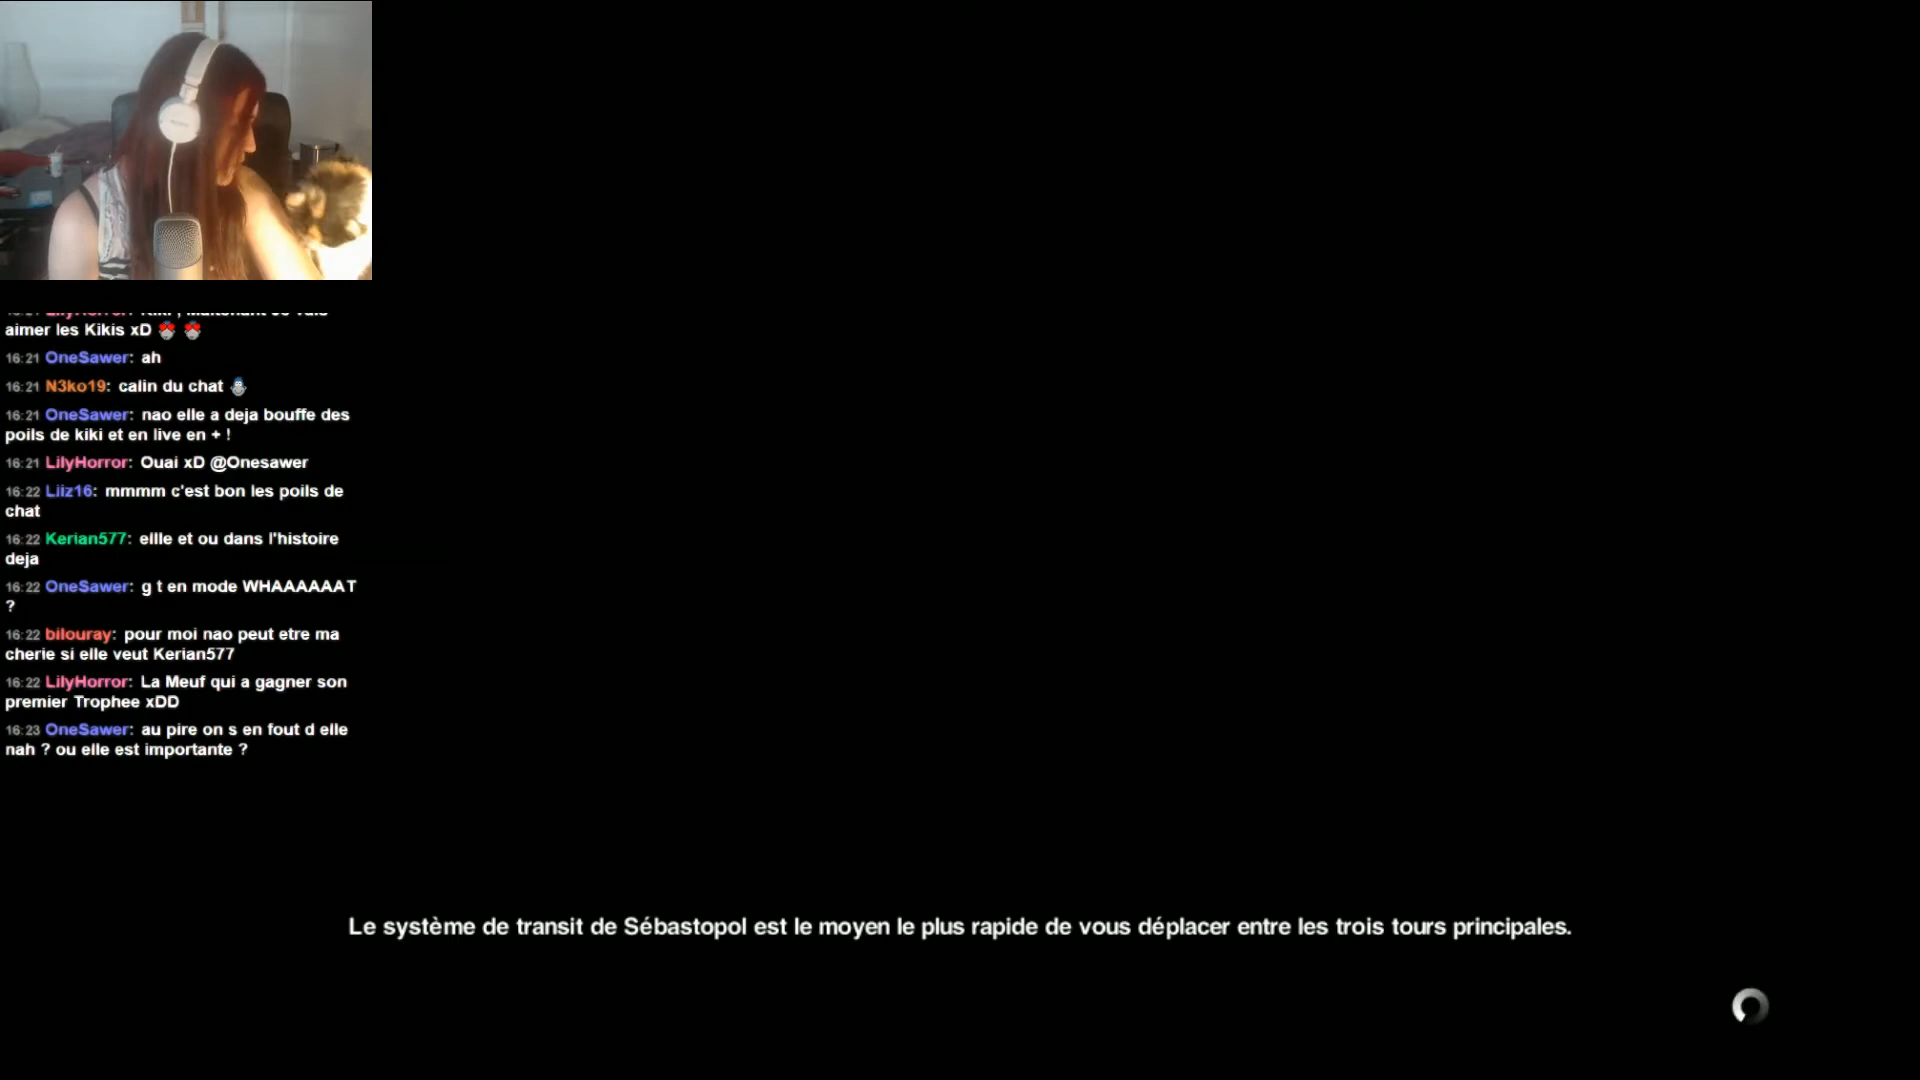 aimer les Kikis xD
16:21 OneSawer: ah
16:21 N3ko19: calin du chat
16:21 OneSawer: nao elle a deja bouffe des
poils de kiki et en live en + !
16:21 LilyHorror: Ouai xD @Onesawer
16:22 Liiz16: mmmm c'est bon les poils de
chat
16:22 Kerian577: ellle et ou dans l'histoire
deja
16:22 OneSawer: g t en mode WHAAAAAAT
?
16:22 bilouray: pour moi nao peut etre ma
cherie si elle veut Kerian577
16:22 LilyHorror: La Meuf qui a gagner son
premier Trophee xDD
16:23 OneSawer: au pire on s en fout d elle
nah ? ou elle est importante ?
Le système de transit de Sébastopol est le moyen le plus rapide de vous déplacer entre les trois tours principales.